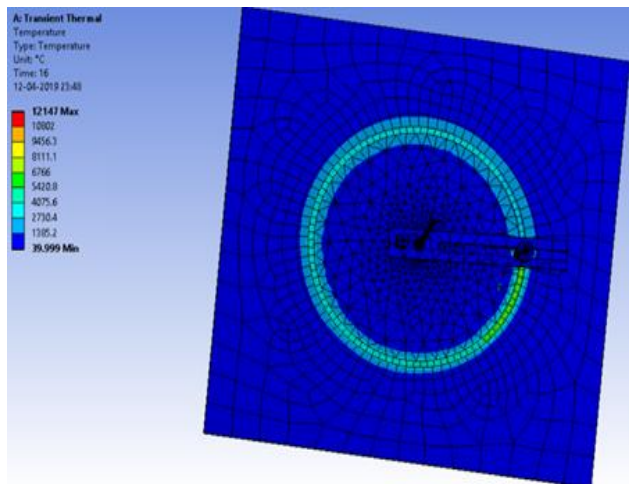 A: Transient Thermal
Temperature
Type: Temperature
Unit: °C
Time: 16
12-04-2019 23:48
12147 Max
10802
9456.3
8111.1
6766
5420.8
4075.6
2730.4
1385.2
39.999 Min